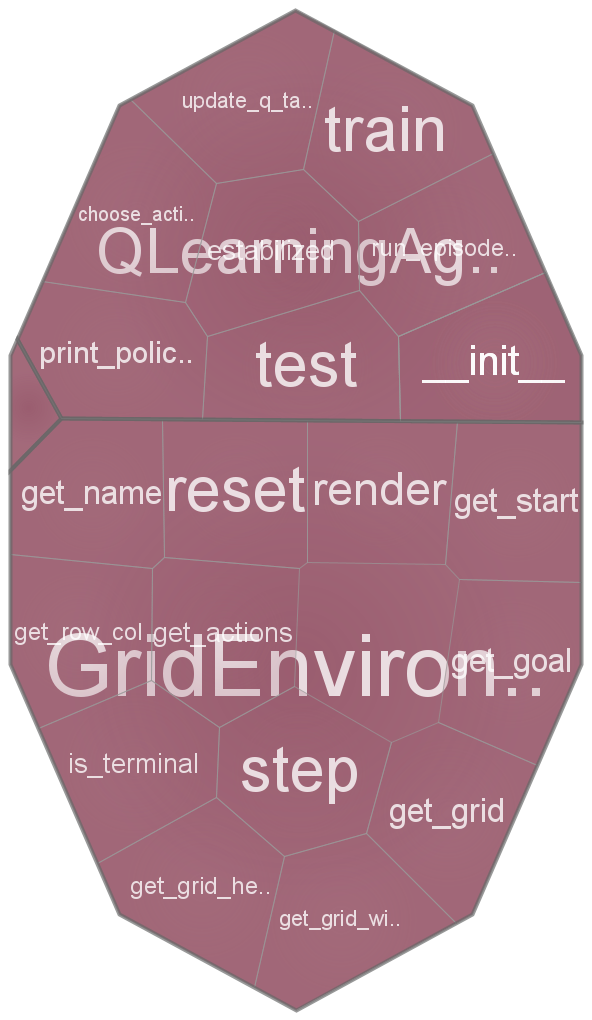 update_q_ta..
train
choose_acti..
QLearningAg..
estabilized
run_episode..
print_polic..
test
__init__
get_name
reset
render
get_start
get_row_col
get_actions
GridEnviron..
get_goal
is_terminal
step
get_grid
get_grid_he..
get_grid_wi..